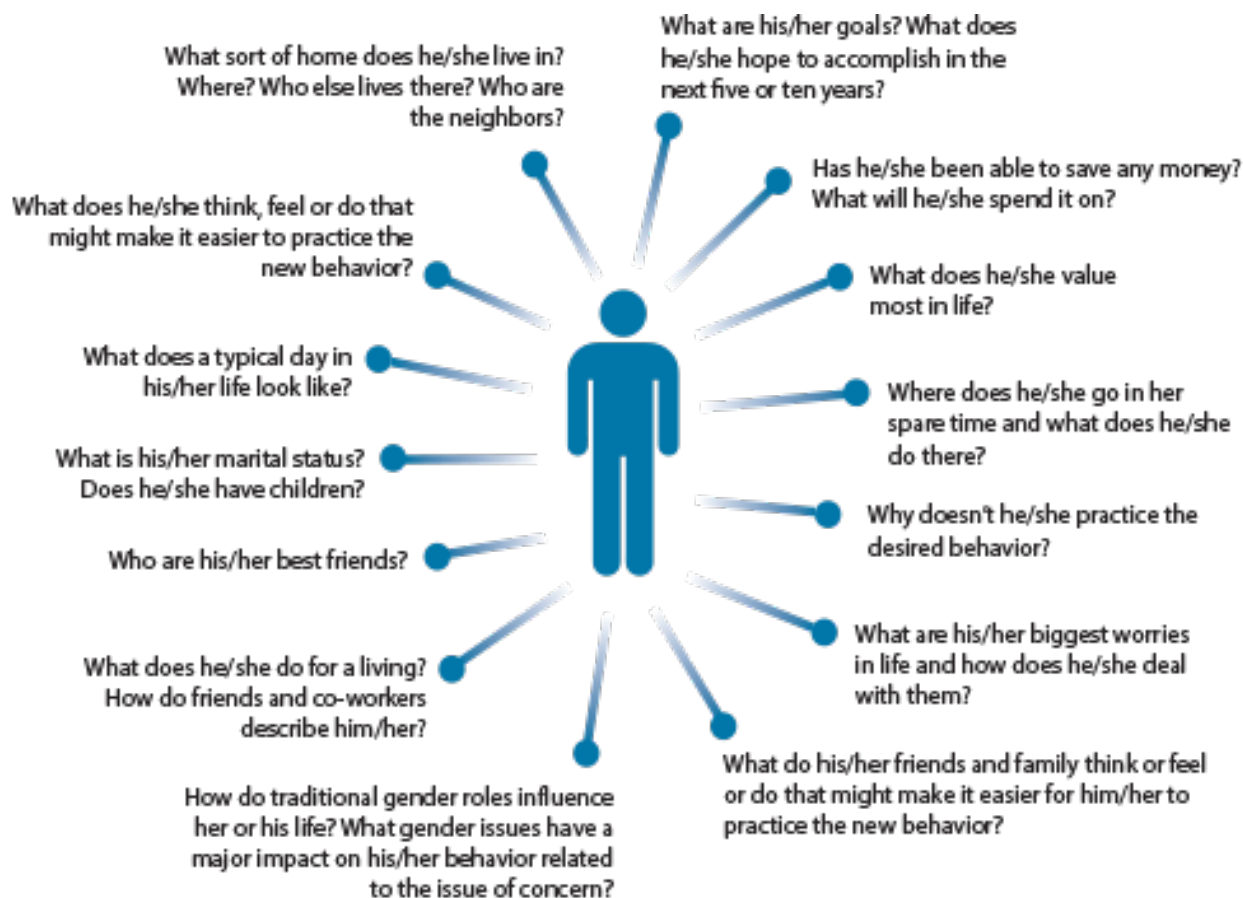 What are his/her goals? What does
he/she hope to accomplish in the
next five or ten years?
Has he/she been able to save any money?
What will he/she spend it on?
What does he/she value
most in life?
Where does he/she go in her
spare time and what does he/she
do there?
Why doesn't he/she practice the
desired behavior?
What are his/her biggest worries
in life and how does he/she deal
with them?
What do his/her friends and family think or feel
or do that might make it easier for him/her to
practice the new behavior?
How do traditional gender roles influence
her or his life? What gender issues have a
major impact on his/her behavior related
to the issue of concern?
What does he/she do for a living?
How do friends and co-workers
describe him/her?
Who are his/her best friends?
What is his/her marital status?
Does he/she have children?
What does a typical day in
his/her life look like?
What does he/she think, feel or do that
might make it easier to practice the
new behavior?
What sort of home does he/she live in?
Where? Who else lives there? Who are
the neighbors?